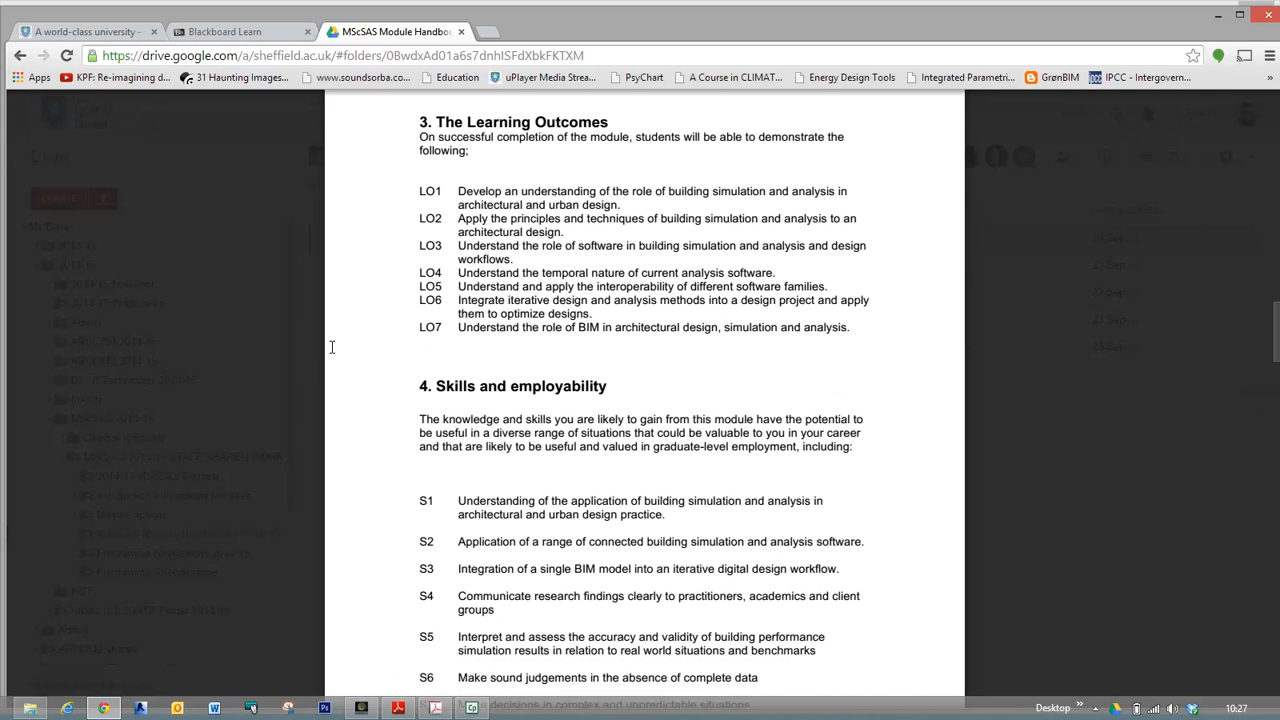 A world-class university -
Blackboard Learn
MScSAS Module Handbo
https://drive.google.com/a/sheffield.ac.uk/#folders/0BwdxAd01a6s7dnhISFdXbkFKTXM
Apps
KPF: Re-imagining d...
31 Haunting Images...
www.soundsorba.co...
Education
uPlayer Media Strea...
PsyChart
A Course in CLIMAT...
Energy Design Tools
Integrated Parametri...
GrønBIM
IPCC - Intergovern...
3. The Learning Outcomes
On successful completion of the module, students will be able to demonstrate the
following;
LO1 Develop an understanding of the role of building simulation and analysis in
architectural and urban design.
LO2 Apply the principles and techniques of building simulation and analysis to an
architectural design.
LO3 Understand the role of software in building simulation and analysis and design
workflows.
LO4 Understand the temporal nature of current analysis software.
LO5 Understand and apply the interoperability of different software families.
LO6 Integrate iterative design and analysis methods into a design project and apply
them to optimize designs.
LO7 Understand the role of BIM in architectural design, simulation and analysis.
4. Skills and employability
The knowledge and skills you are likely to gain from this module have the potential to
be useful in a diverse range of situations that could be valuable to you in your career
and that are likely to be useful and valued in graduate-level employment, including:
S1 Understanding of the application of building simulation and analysis in
architectural and urban design practice.
S2 Application of a range of connected building simulation and analysis software.
S3 Integration of a single BIM model into an iterative digital design workflow.
S4 Communicate research findings clearly to practitioners, academics and client
groups
S5 Interpret and assess the accuracy and validity of building performance
simulation results in relation to real world situations and benchmarks
S6 Make sound judgements in the absence of complete data
decisions in complex and unpredictable situations
Desktop
10:27